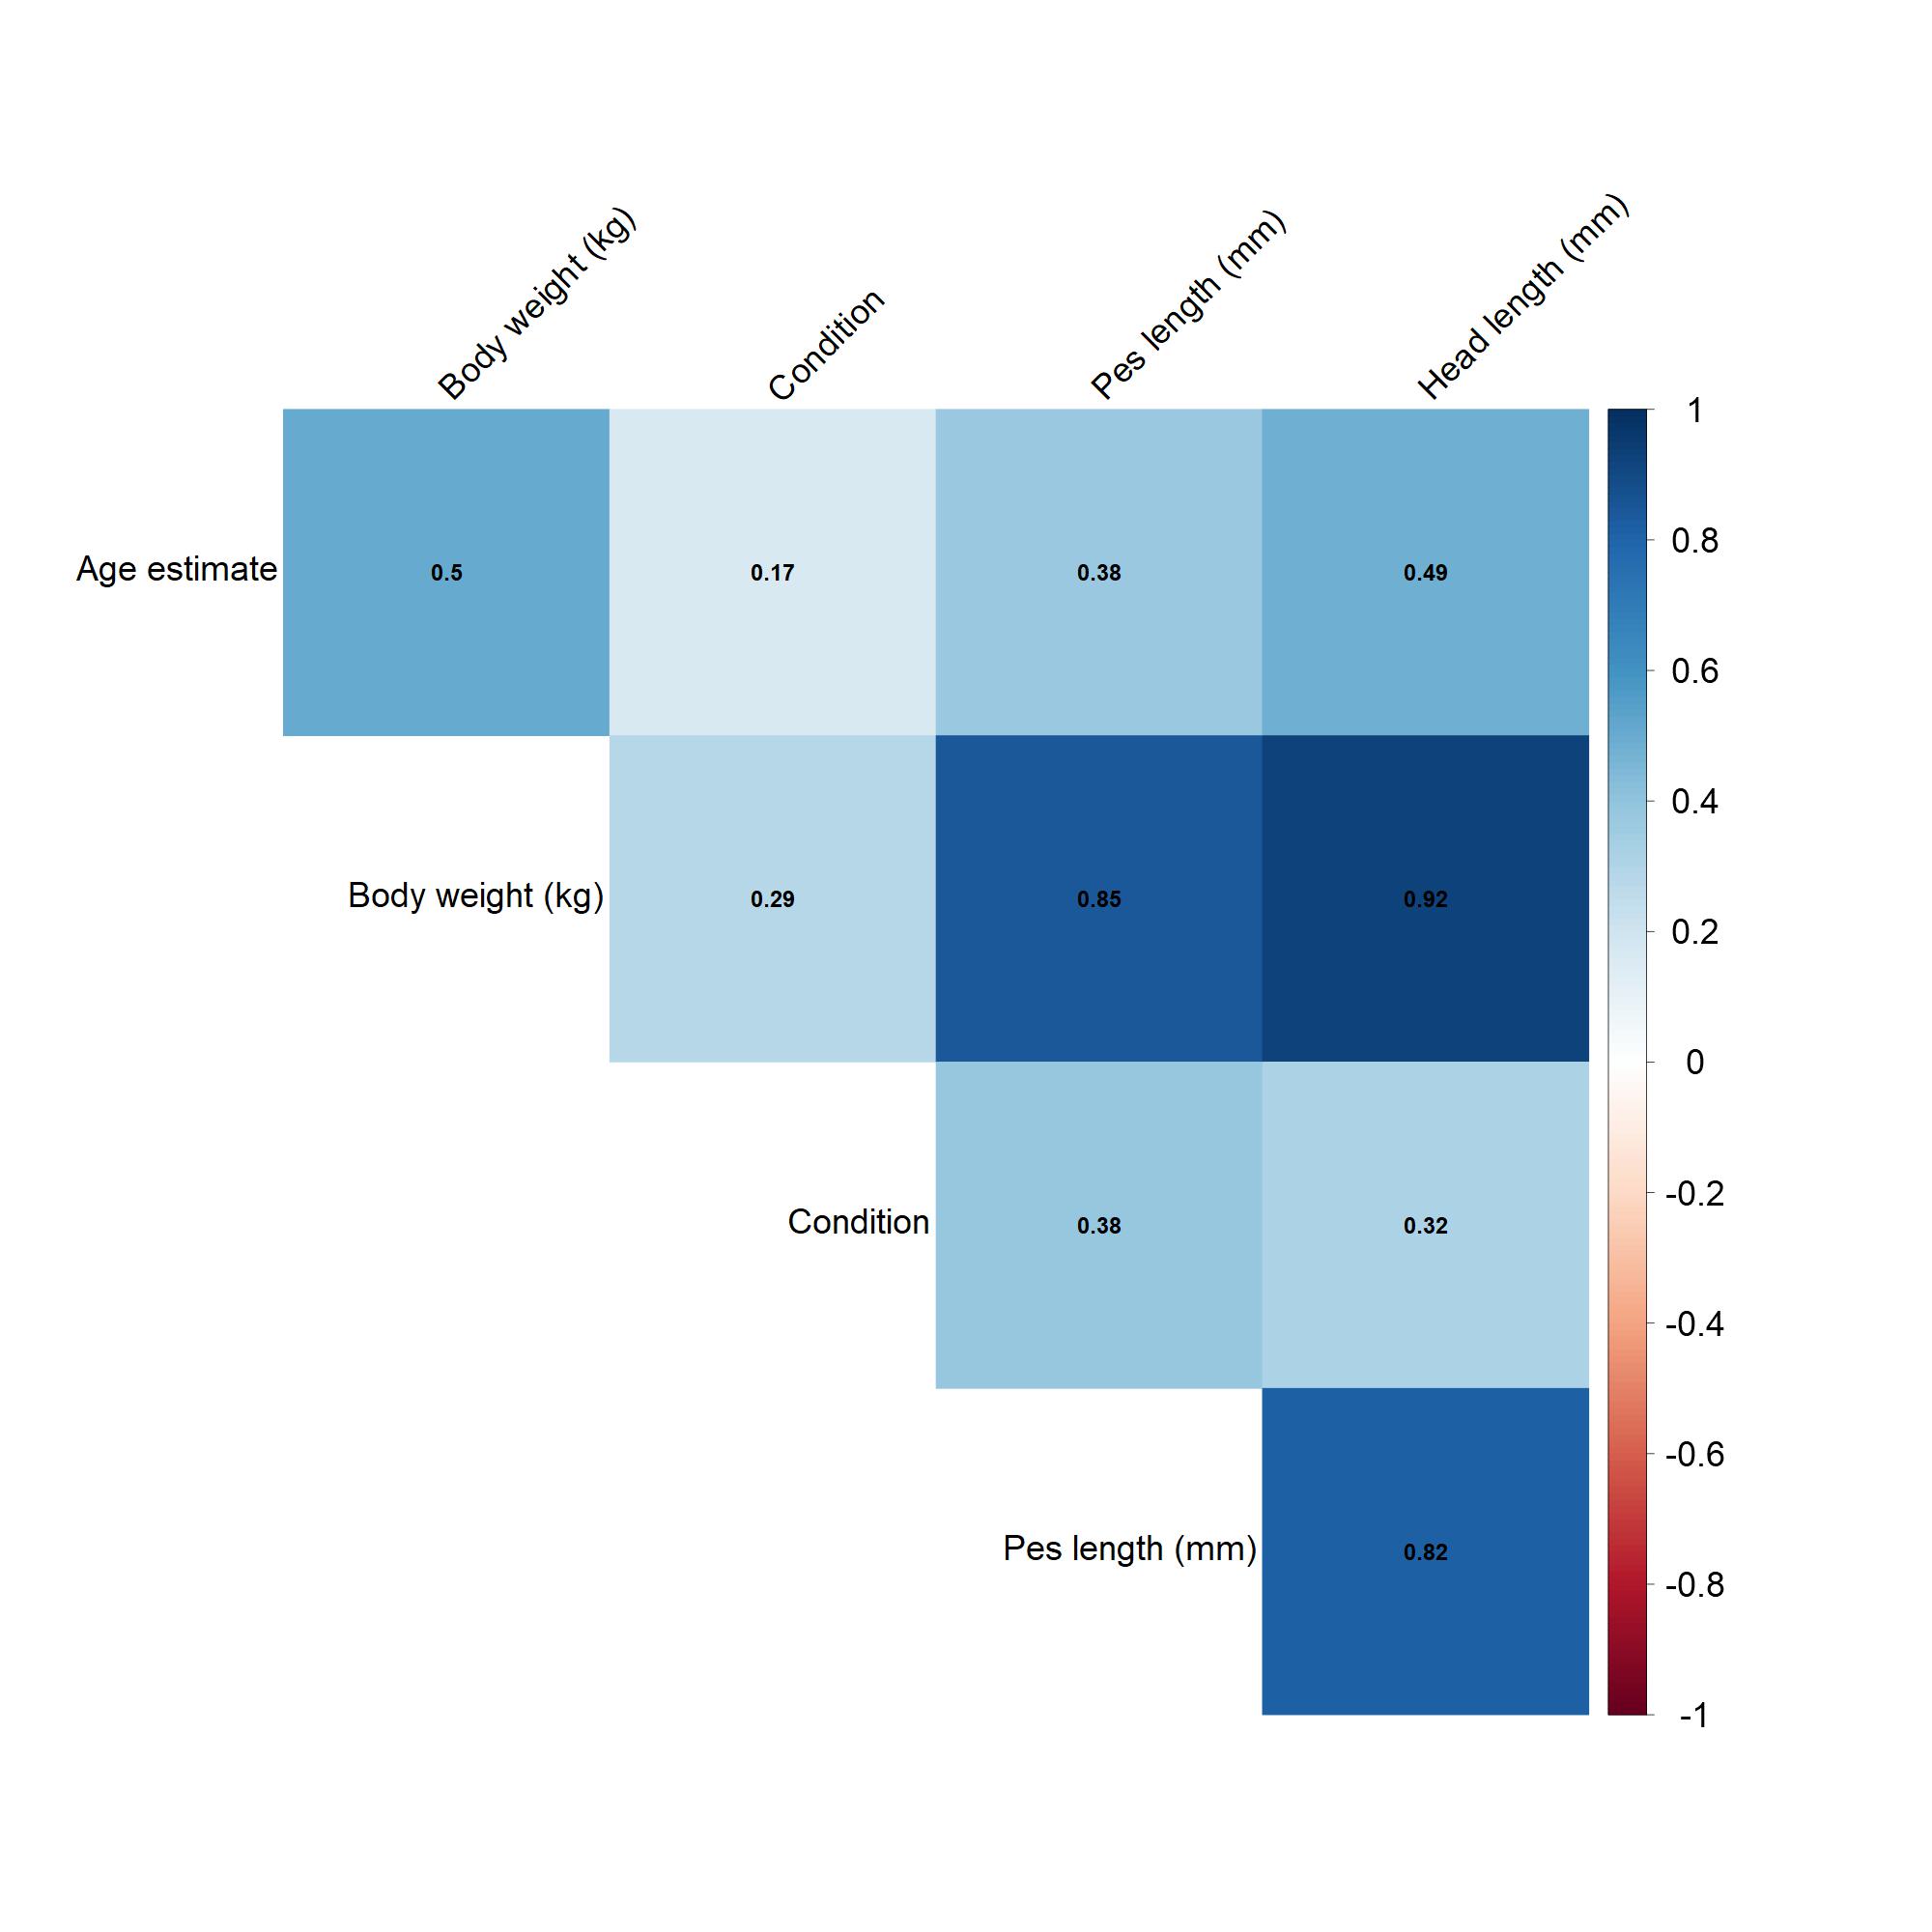 Body weight (kg)
Condition
Pes length (mm)
Head length (mm)
Age estimate
0.5
0.17
0.38
0.49
Body weight (kg)
0.29
0.85
0.92
Condition
0.38
0.32
Pes length (mm)
0.82
1
0.8
0.6
0.4
0.2
0
-0.2
-0.4
-0.6
-0.8
-1